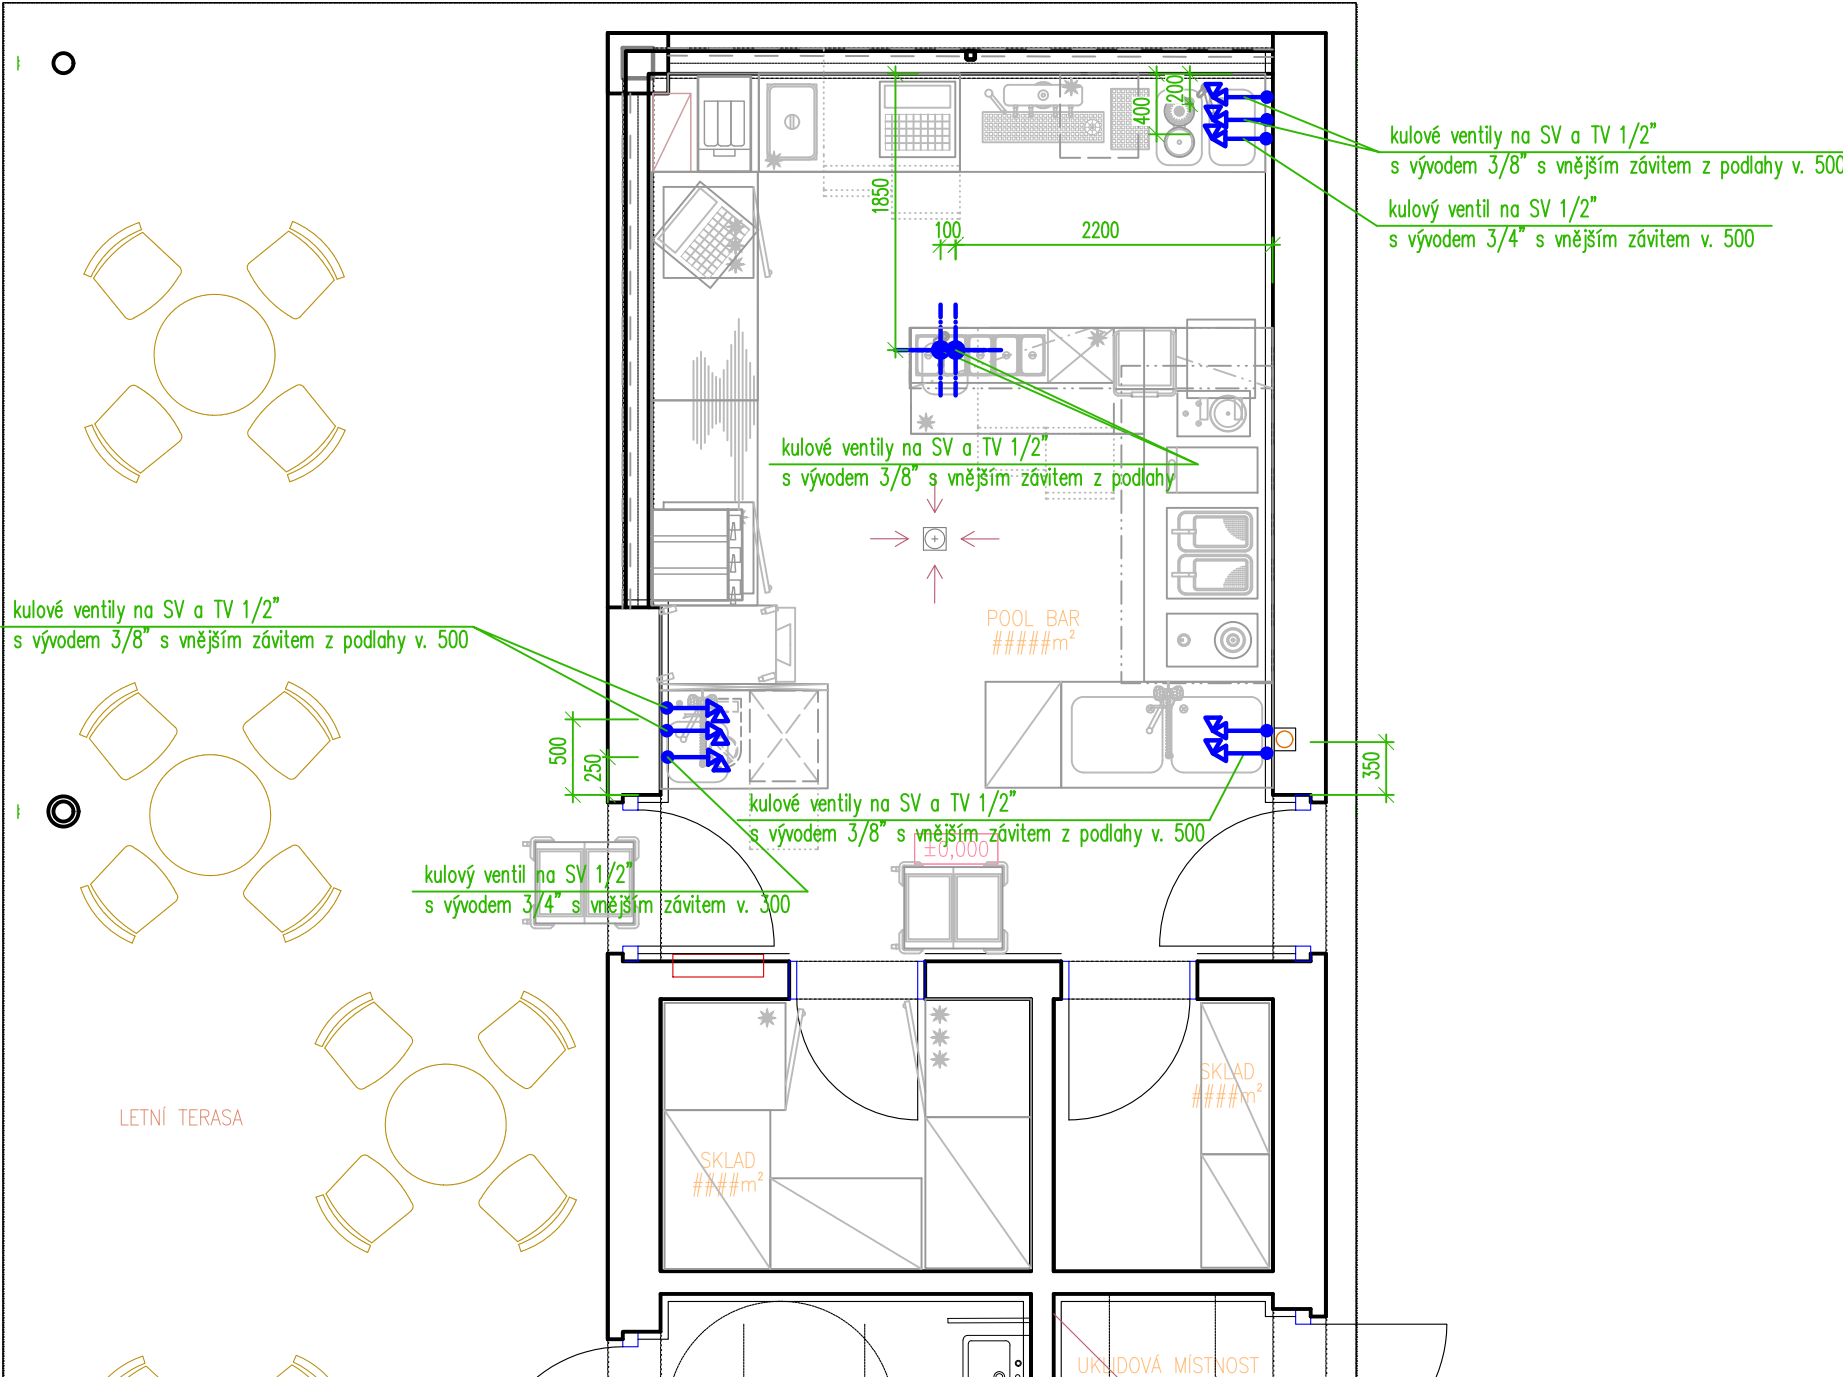 400
200
kulové ventily na SV a TV 1/2"
s vývodem 3/8" s vnějším závitem z podlahy v. 500
kulový ventil na SV 1/2"
s vývodem 3/4" s vnějším závitem v. 500
1850
100
2200
kulové ventily na SV a TV 1/2"
s vývodem 3/8" s vnějším závitem z podlahy
POOL BAR
#####m²
kulové ventily na SV a TV 1/2"
s vývodem 3/8" s vnějším závitem z podlahy v. 500
500
250
350
kulové ventily na SV a TV 1/2"
s vývodem 3/8" s vnějším závitem z podlahy v. 500
±0,000
kulový ventil na SV 1/2"
s vývodem 3/4" s vnějším závitem v. 300
SKLAD
####m²
LETNÍ TERASA
SKLAD
####m²
UKLIDOVÁ MÍSTNOST